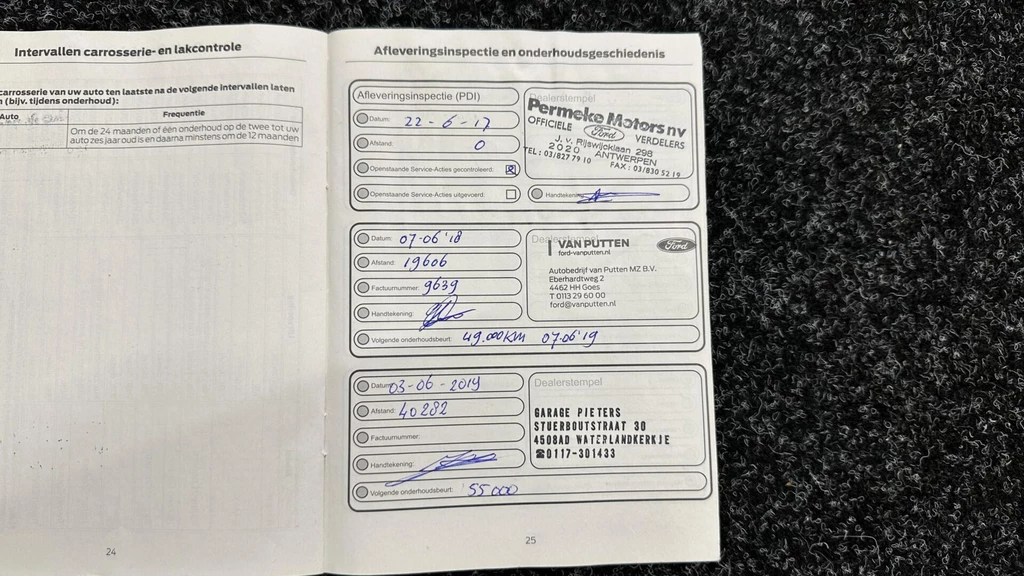 Intervallen carrosserie- en lakcontrole
carrosserie van uw auto ten laatste na de volgende intervallen laten
n (bijv. tijdens onderhoud):
Auto
Frequentie
Om de 24 maanden of één onderhoud op de twee tot uw
auto zes jaar oud is en daarna minstens om de 12 maanden
24
Afleveringsinspectie en onderhoudsgeschiedenis
Afleveringsinspectie (PDI)
Datum: 22-6-17
Afstand: 0
Openstaande Service-Acties gecontroleerd:
Openstaande Service-Acties uitgevoerd:
Dealerstempel
Permeke Motors nv
OFFICIELE Ford VERDELERS
J. v. Rijswijcklaan 298
2020 ANTWERPEN
TEL: 03/827 79 10 FAX: 03/830 52 19
Handtekening:
Datum: 07-06'18
Afstand: 19606
Factuurnummer: 9639
Handtekening:
Volgende onderhoudsbeurt: 49.000KM 07-06'19
VAN PUTTEN
ford-vanputten.nl
Ford
Autobedrijf van Putten MZ B.V.
Eberhardtweg 2
4462 HH Goes
T 0113 29 60 00
ford@vanputten.nl
Datum: 03-06-2019
Afstand: 40282
Factuurnummer:
Handtekening:
Volgende onderhoudsbeurt: 55000
Dealerstempel
GARAGE PIETERS
STUERBOUTSTRAAT 30
4508AD WATERLANDKERKJE
☎0117-301433
25